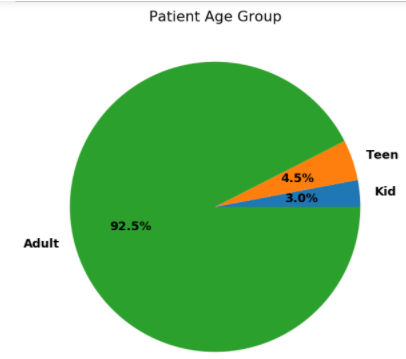 Patient Age Group
Teen
4.5%
Kid
3.0%
92.5%
Adult